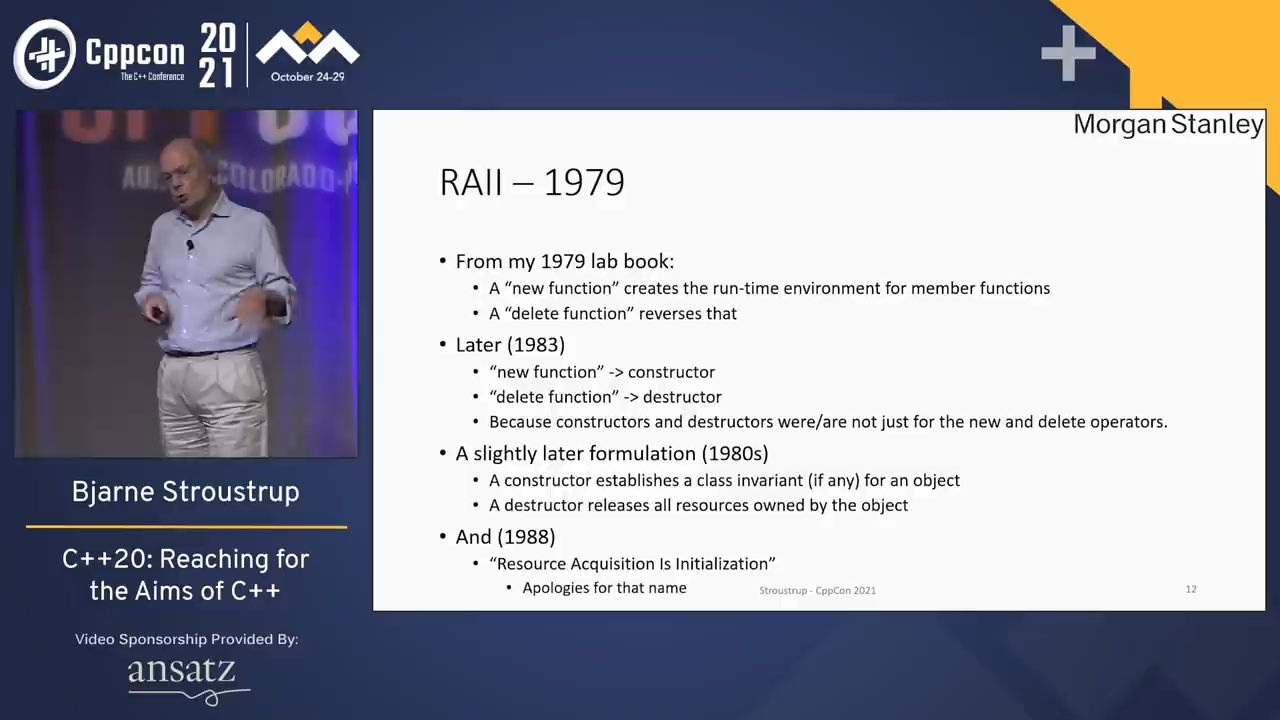 Cppcon
The C++ Conference
20
21
October 24-29
Morgan Stanley
RAII – 1979
• From my 1979 lab book:
• A “new function” creates the run-time environment for member functions
• A “delete function” reverses that
• Later (1983)
• “new function” -> constructor
• “delete function” -> destructor
• Because constructors and destructors were/are not just for the new and delete operators.
• A slightly later formulation (1980s)
• A constructor establishes a class invariant (if any) for an object
• A destructor releases all resources owned by the object
• And (1988)
• “Resource Acquisition Is Initialization”
• Apologies for that name
Stroustrup - CppCon 2021
12
Bjarne Stroustrup
C++20: Reaching for
the Aims of C++
Video Sponsorship Provided By:
ansatz